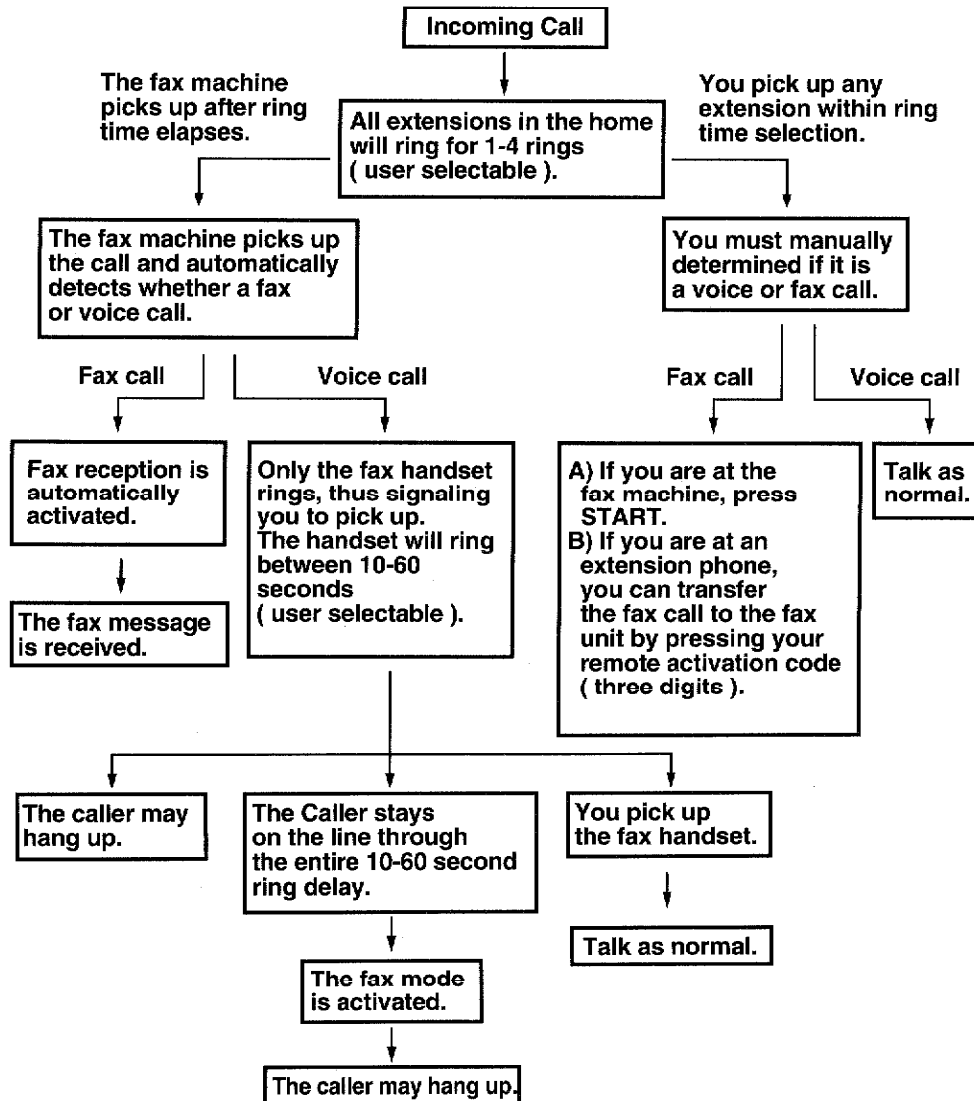 Incoming Call
The fax machine
picks up after ring
time elapses.
You pick up any
extension within ring
time selection.
All extensions in the home
will ring for 1-4 rings
( user selectable ).
The fax machine picks up
the call and automatically
detects whether a fax
or voice call.
You must manually
determined if it is
a voice or fax call.
Fax call
Voice call
Fax call
Voice call
Fax reception is
automatically
activated.
Only the fax handset
rings, thus signaling
you to pick up.
The handset will ring
between 10-60
seconds
( user selectable ).
A) If you are at the
fax machine, press
START.
B) If you are at an
extension phone,
you can transfer
the fax call to the fax
unit by pressing your
remote activation code
( three digits ).
Talk as
normal.
The fax message
is received.
The caller may
hang up.
The Caller stays
on the line through
the entire 10-60 second
ring delay.
You pick up
the fax handset.
Talk as normal.
The fax mode
is activated.
The caller may hang up.